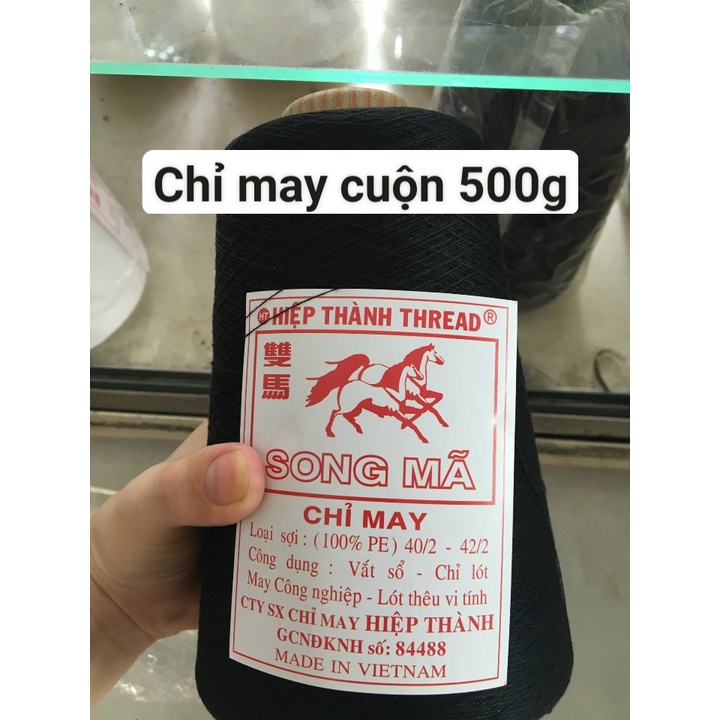 Chỉ may cuộn 500g
HT HIỆP THÀNH THREAD ®
雙馬
SONG MÃ
CHỈ MAY
Loại sợi : (100% PE) 40/2 - 42/2
Công dụng : Vắt sổ - Chỉ lót
May Công nghiệp - Lót thêu vi tính
CTY SX CHỈ MAY HIỆP THÀNH
GCNĐKNH số: 84488
MADE IN VIETNAM